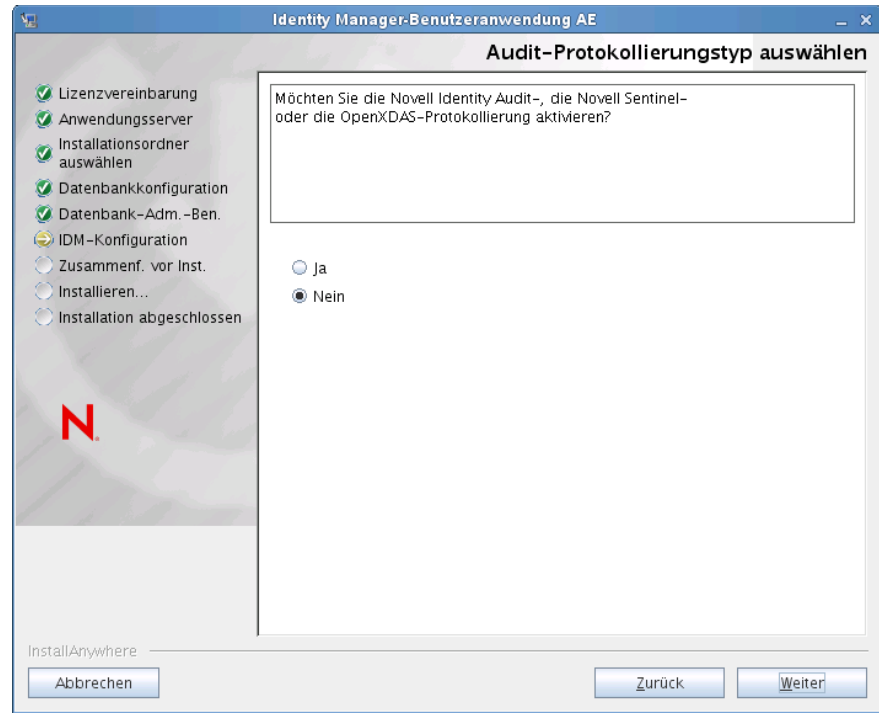 Identity Manager-Benutzeranwendung AE
Audit-Protokollierungstyp auswählen
Lizenzvereinbarung
Anwendungsserver
Installationsordner
auswählen
Datenbankkonfiguration
Datenbank-Adm.-Ben.
IDM-Konfiguration
Zusammenf. vor Inst.
Installieren...
Installation abgeschlossen
N.
Möchten Sie die Novell Identity Audit-, die Novell Sentinel-
oder die OpenXDAS-Protokollierung aktivieren?
Ja
Nein
InstallAnywhere
Abbrechen
Zurück
Weiter